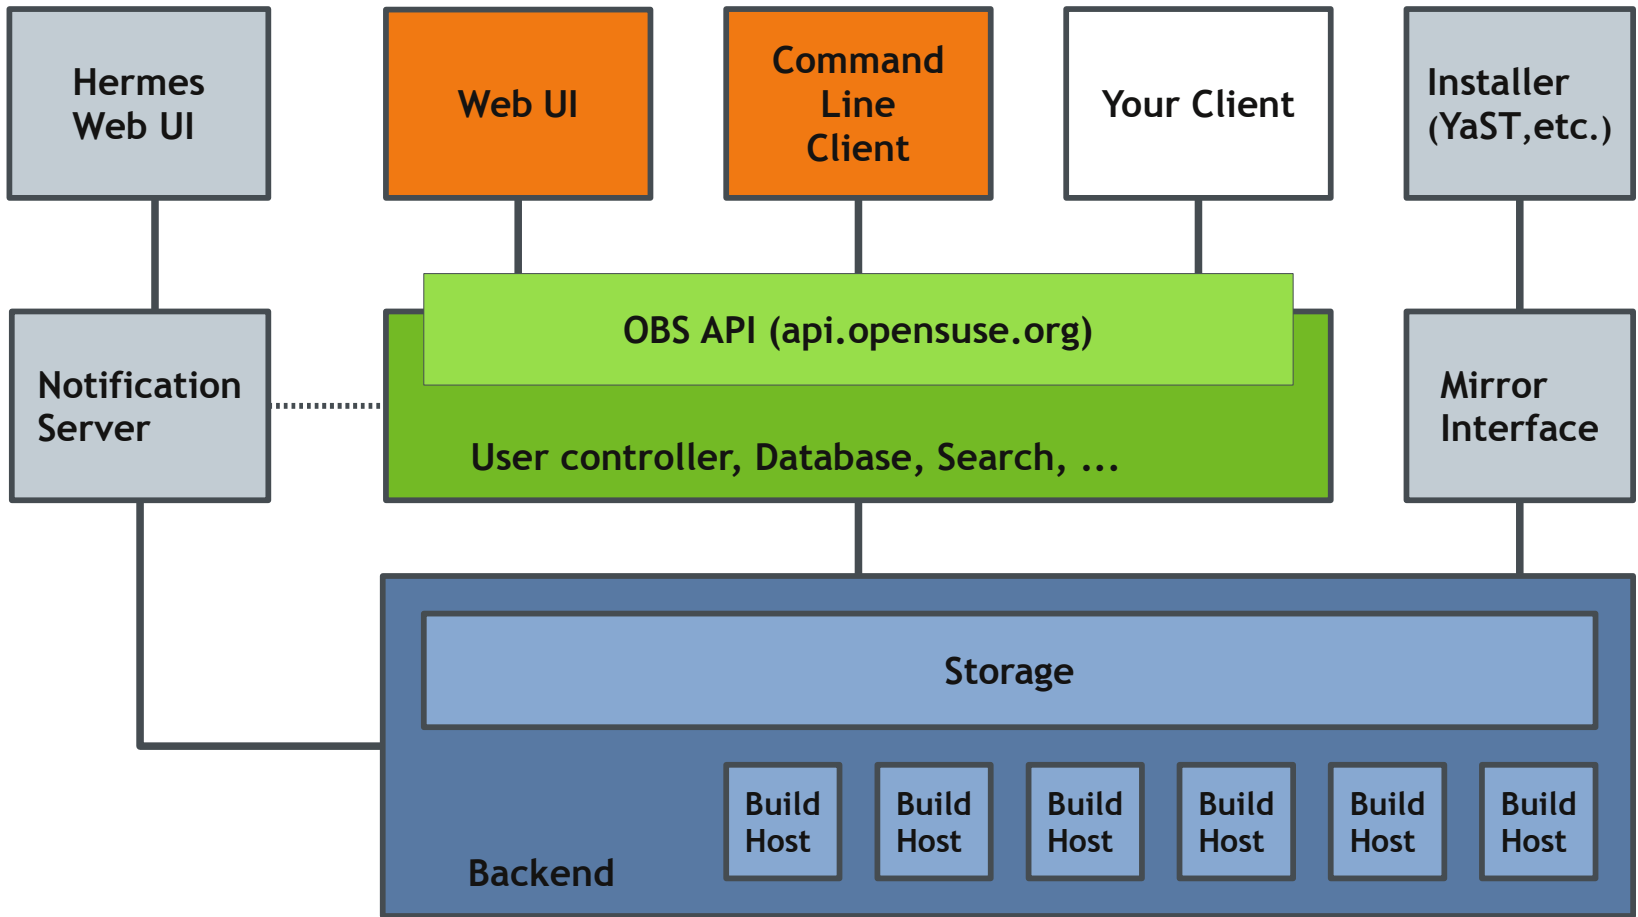 Hermes
Web UI
Web UI
Command
Line
Client
Your Client
Installer
(YaST,etc.)
OBS API (api.opensuse.org)
Notification
Server
User controller, Database, Search, ...
Mirror
Interface
Storage
Build
Host
Build
Host
Build
Host
Build
Host
Build
Host
Build
Host
Backend